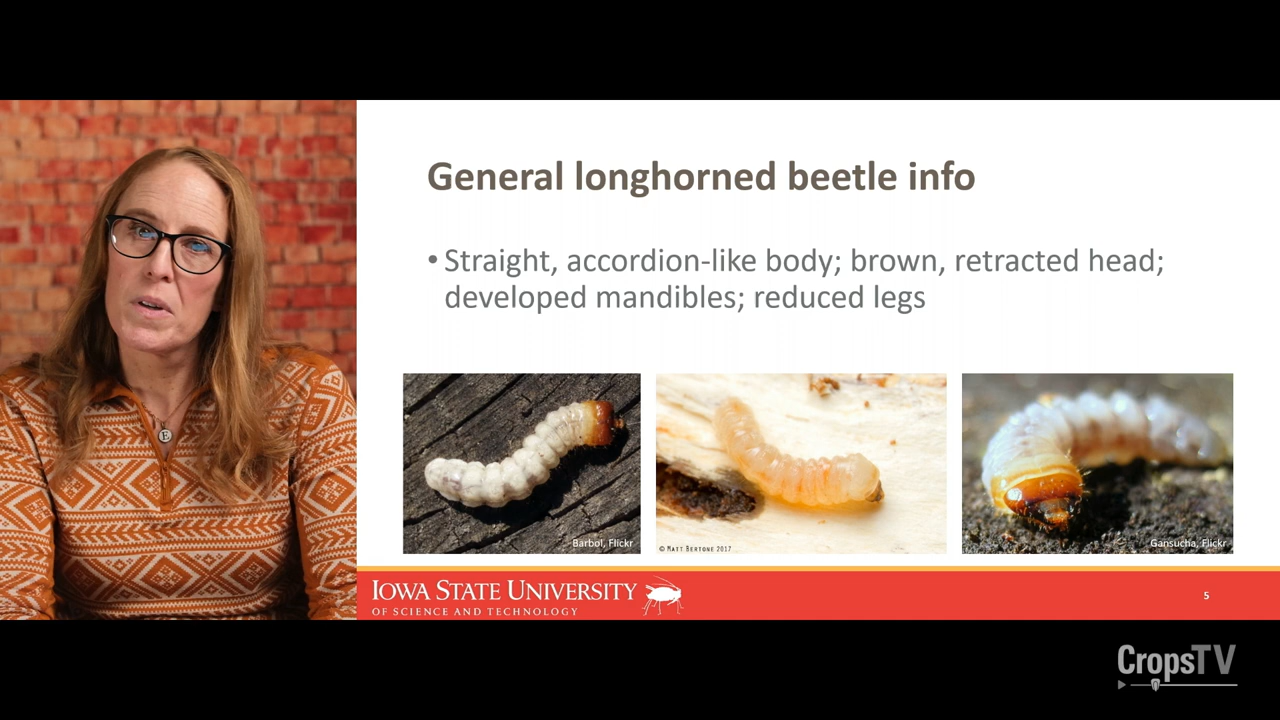 General longhorned beetle info
• Straight, accordion-like body; brown, retracted head;
developed mandibles; reduced legs
Barbol, Flickr
© Matt Bertone 2017
Gansucha, Flickr
IOWA STATE UNIVERSITY
OF SCIENCE AND TECHNOLOGY
5
CropsTV
E